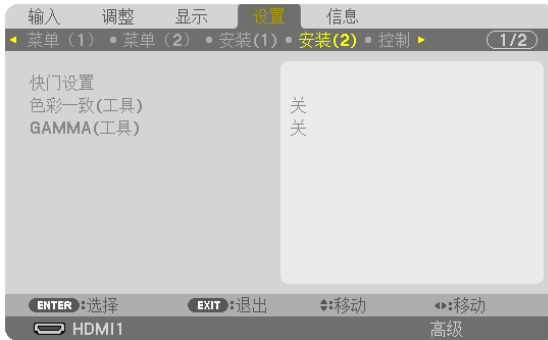 输入 调整 显示 设置 信息
菜单（1） ● 菜单（2） ● 安装(1) ● 安装(2) ● 控制 (1/2)
快门设置
色彩一致(工具) 关
GAMMA(工具) 关
ENTER:选择 EXIT:退出 :移动 :移动
HDMI1 高级